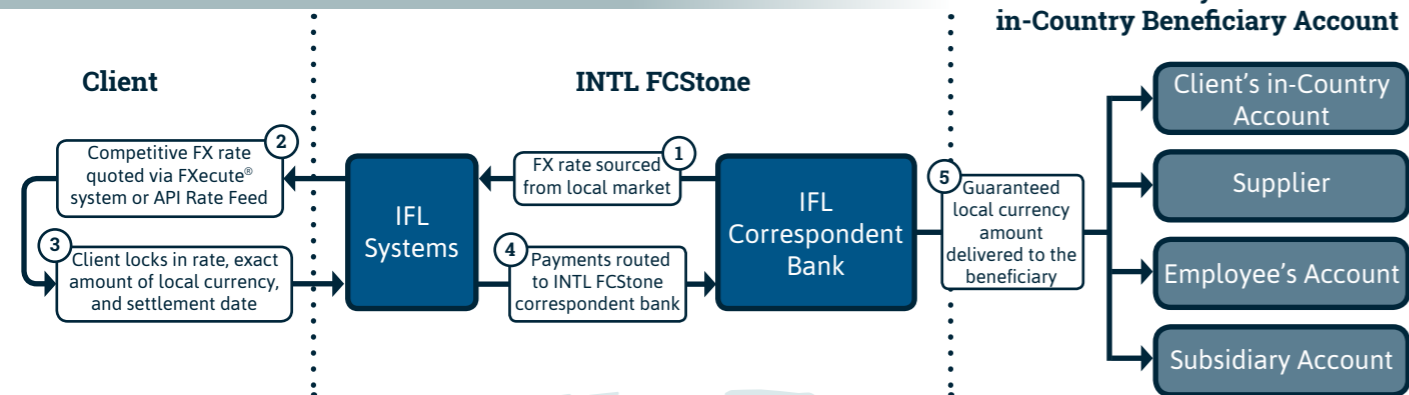 in-Country Beneficiary Account
Client
INTL FCStone
2
Competitive FX rate
quoted via FXecute®
system or API Rate Feed
3
Client locks in rate, exact
amount of local currency,
and settlement date
IFL
Systems
1
FX rate sourced
from local market
4
Payments routed
to INTL FCStone
correspondent bank
IFL
Correspondent
Bank
5
Guaranteed
local currency
amount
delivered to the
beneficiary
Client's in-Country
Account
Supplier
Employee's Account
Subsidiary Account